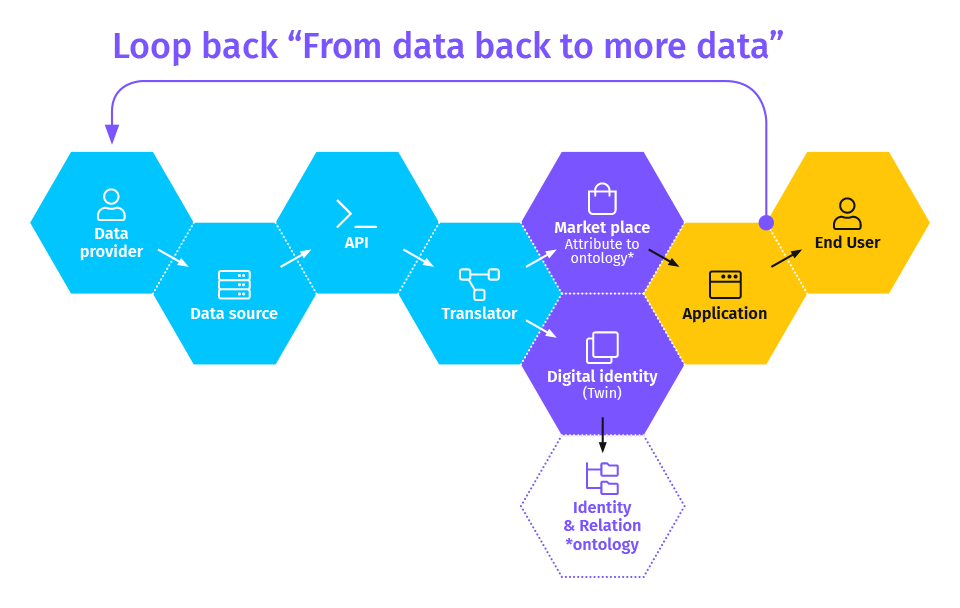 Loop back “From data back to more data”
Data
provider
Data source
API
Translator
Market place
Attribute to
ontology*
Digital identity
(Twin)
Identity
& Relation
*ontology
Application
End User